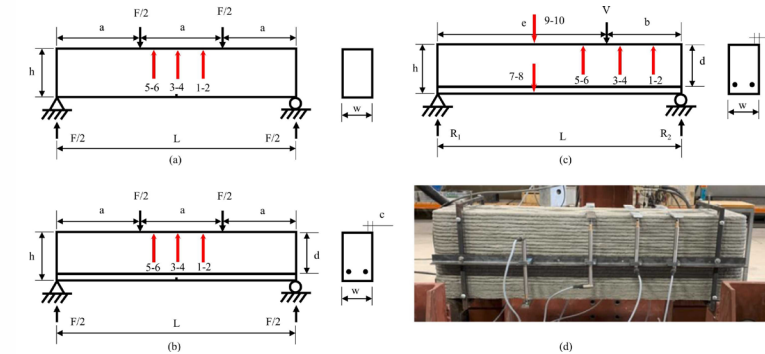 F/2 F/2
a a a
h
5-6 3-4 1-2
w
F/2 L F/2
(a)
9-10 V
e b
h d
7-8 5-6 3-4 1-2
w
R1 L R2
(c)
F/2 F/2
a a a c
h d
5-6 3-4 1-2
w
F/2 L F/2
(b)
(d)